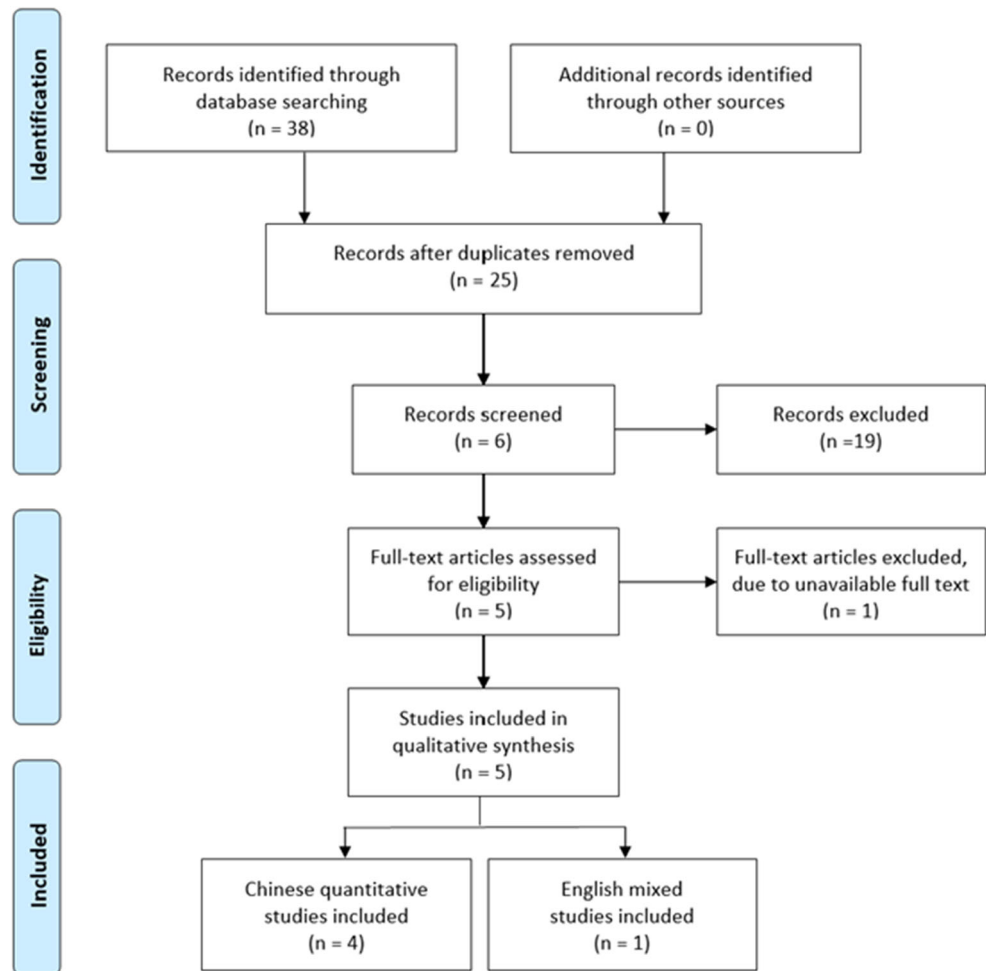 Identification
Records identified through
database searching
(n = 38)
Additional records identified
through other sources
(n = 0)
Records after duplicates removed
(n = 25)
Screening
Records screened
(n = 6)
Records excluded
(n =19)
Eligibility
Full-text articles assessed
for eligibility
(n = 5)
Full-text articles excluded,
due to unavailable full text
(n = 1)
Studies included in
qualitative synthesis
(n = 5)
Included
Chinese quantitative
studies included
(n = 4)
English mixed
studies included
(n = 1)